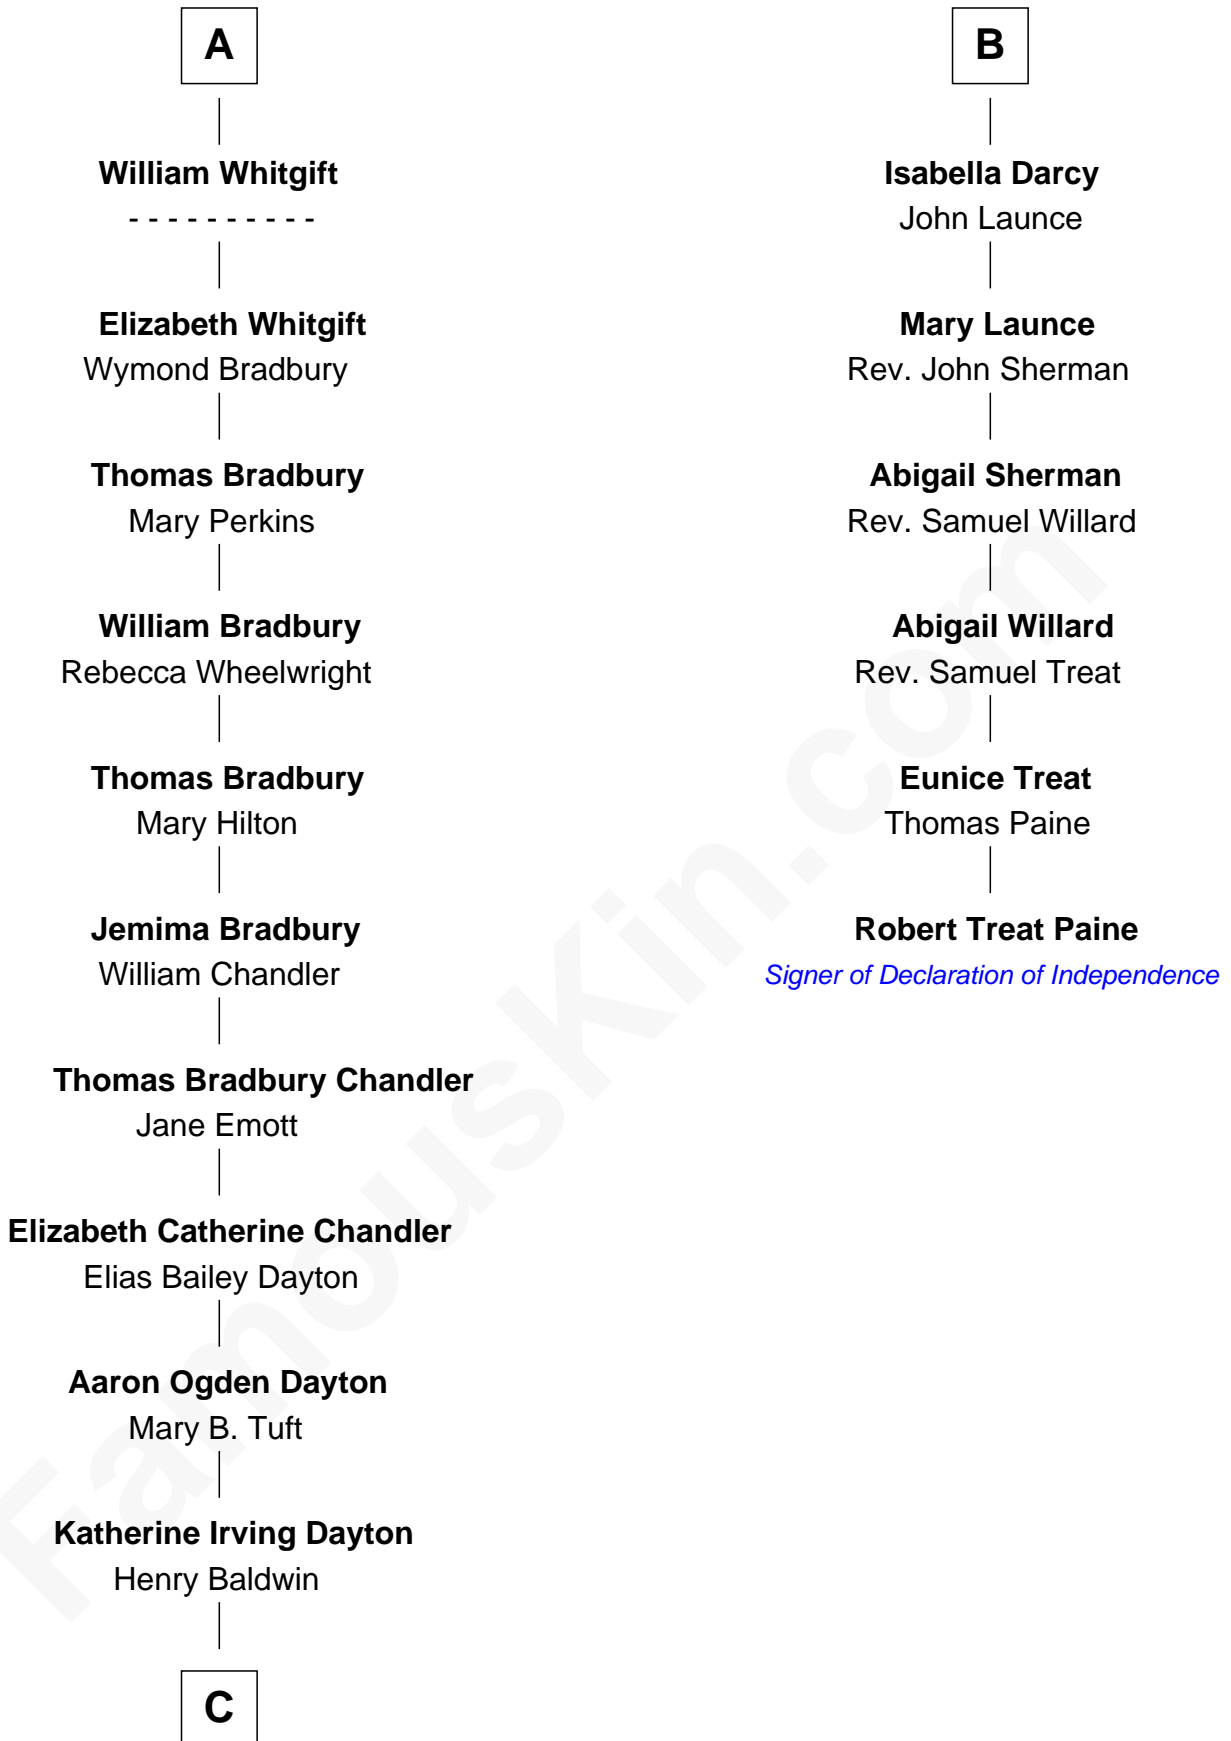 A
William Whitgift
- - - - - - - - - -
Elizabeth Whitgift
Wymond Bradbury
Thomas Bradbury
Mary Perkins
William Bradbury
Rebecca Wheelwright
Thomas Bradbury
Mary Hilton
Jemima Bradbury
William Chandler
Thomas Bradbury Chandler
Jane Emott
Elizabeth Catherine Chandler
Elias Bailey Dayton
Aaron Ogden Dayton
Mary B. Tuft
Katherine Irving Dayton
Henry Baldwin
C
B
Isabella Darcy
John Launce
Mary Launce
Rev. John Sherman
Abigail Sherman
Rev. Samuel Willard
Abigail Willard
Rev. Samuel Treat
Eunice Treat
Thomas Paine
Robert Treat Paine
Signer of Declaration of Independence
FamousKin.com